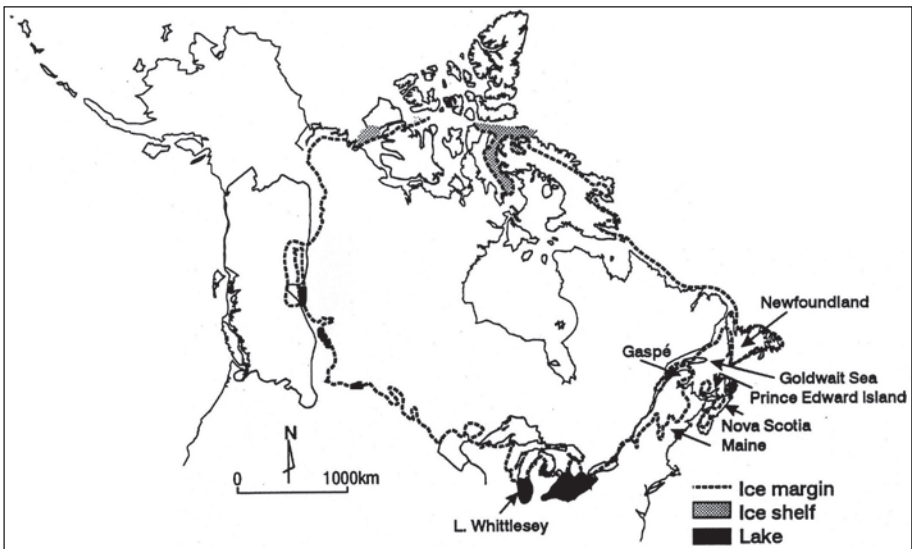 Newfoundland
Gaspé
Goldwait Sea
Prince Edward Island
Nova Scotia
Maine
N
0 1000km
L. Whittlesey
Ice margin
Ice shelf
Lake